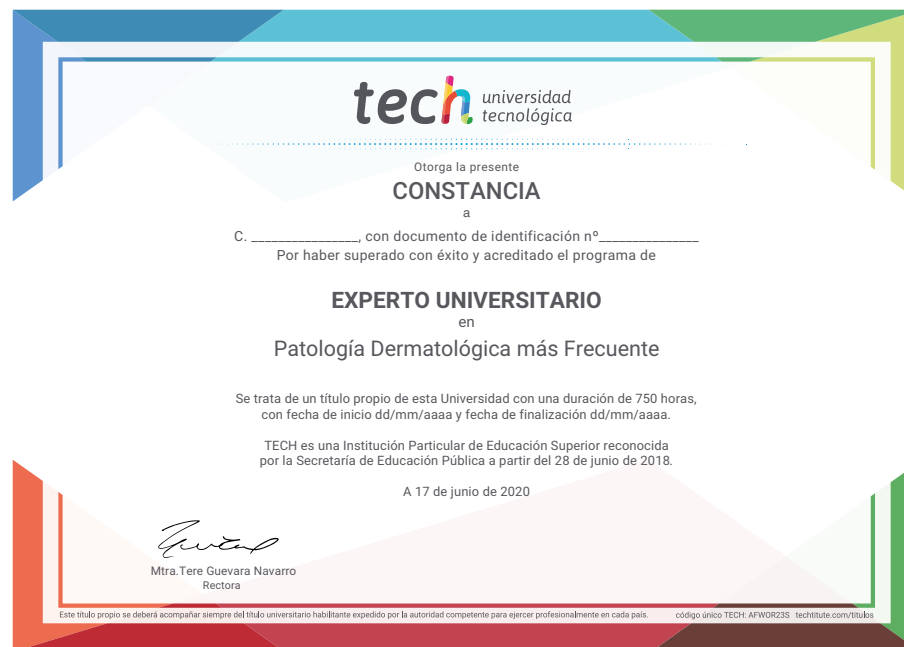 tech universidad
tecnológica
Otorga la presente
CONSTANCIA
a
C. ________________, con documento de identificación nº_______________
Por haber superado con éxito y acreditado el programa de
EXPERTO UNIVERSITARIO
en
Patología Dermatológica más Frecuente
Se trata de un título propio de esta Universidad con una duración de 750 horas,
con fecha de inicio dd/mm/aaaa y fecha de finalización dd/mm/aaaa.
TECH es una Institución Particular de Educación Superior reconocida
por la Secretaría de Educación Pública a partir del 28 de junio de 2018.
A 17 de junio de 2020
Mtra.Tere Guevara Navarro
Rectora
Este título propio se deberá acompañar siempre del título universitario habilitante expedido por la autoridad competente para ejercer profesionalmente en cada país. código único TECH: AFWOR23S techtitute.com/titulos